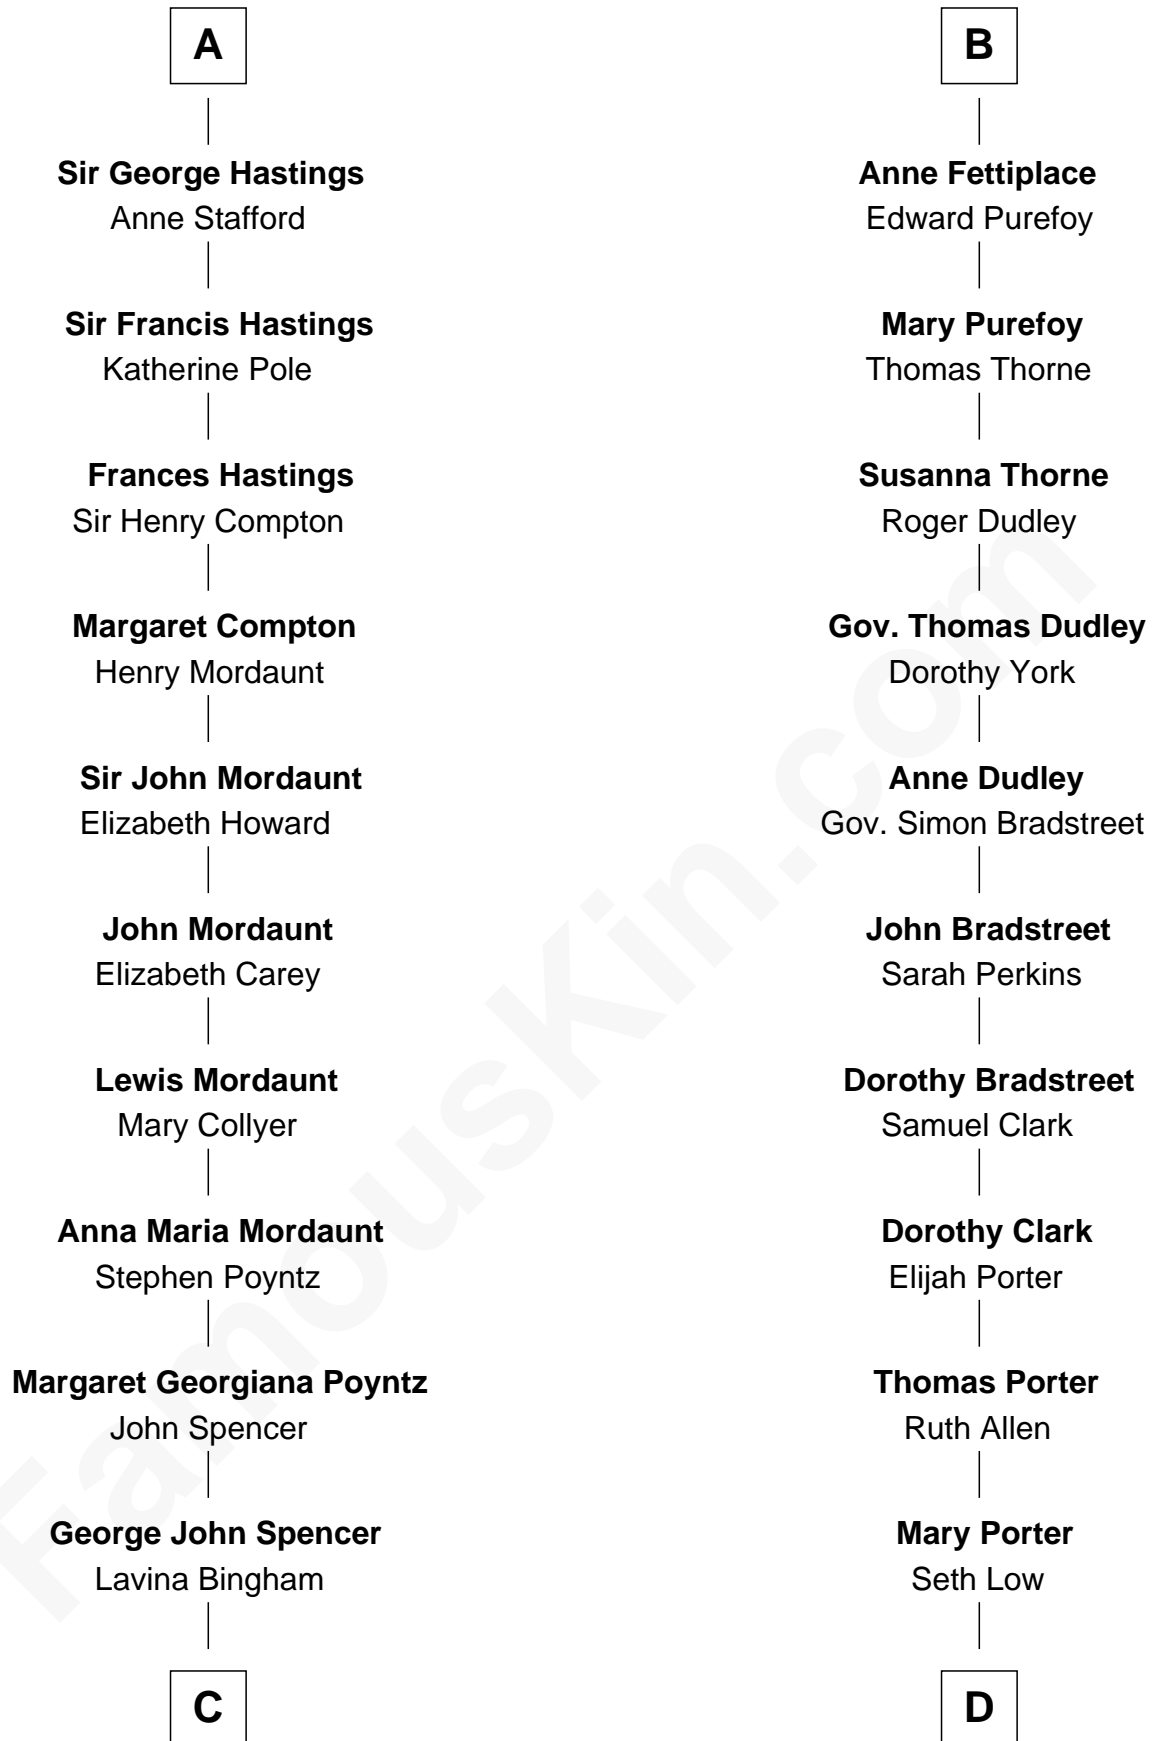 A
Sir George Hastings
Anne Stafford
Sir Francis Hastings
Katherine Pole
Frances Hastings
Sir Henry Compton
Margaret Compton
Henry Mordaunt
Sir John Mordaunt
Elizabeth Howard
John Mordaunt
Elizabeth Carey
Lewis Mordaunt
Mary Collyer
Anna Maria Mordaunt
Stephen Poyntz
Margaret Georgiana Poyntz
John Spencer
George John Spencer
Lavina Bingham
C
B
Anne Fettiplace
Edward Purefoy
Mary Purefoy
Thomas Thorne
Susanna Thorne
Roger Dudley
Gov. Thomas Dudley
Dorothy York
Anne Dudley
Gov. Simon Bradstreet
John Bradstreet
Sarah Perkins
Dorothy Bradstreet
Samuel Clark
Dorothy Clark
Elijah Porter
Thomas Porter
Ruth Allen
Mary Porter
Seth Low
D
FamousKin.com